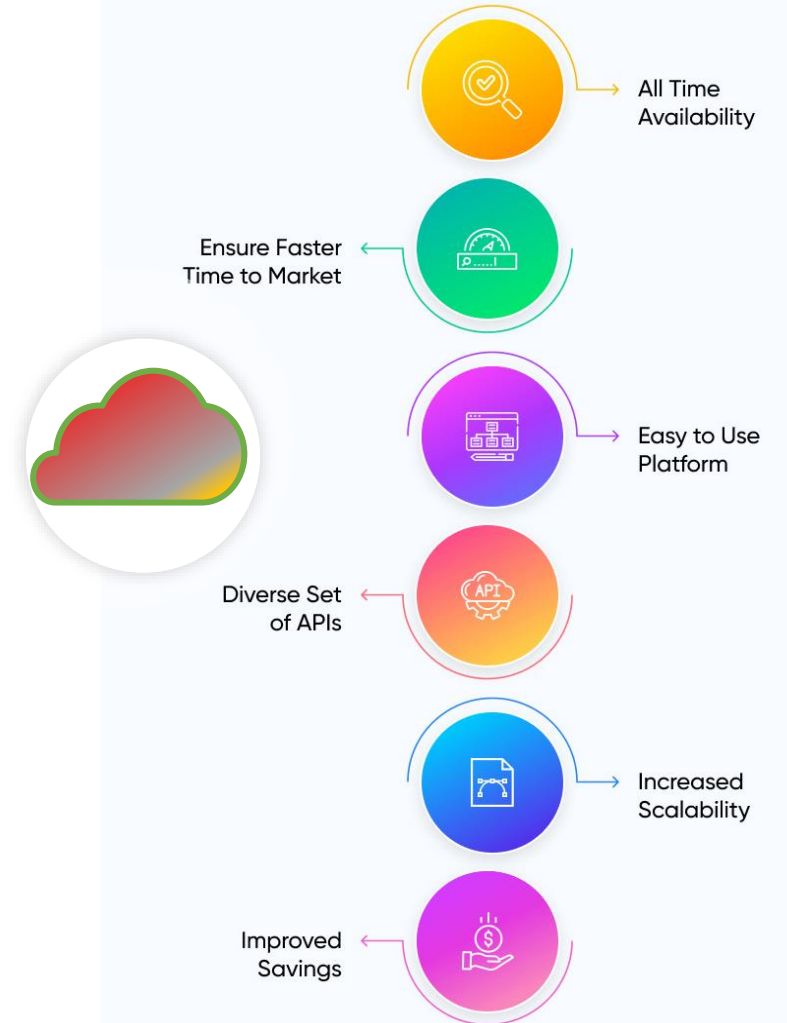 All Time
Availability
Ensure Faster
Time to Market
Easy to Use
Platform
Diverse Set
of APIs
API
Increased
Scalability
Improved
Savings
$